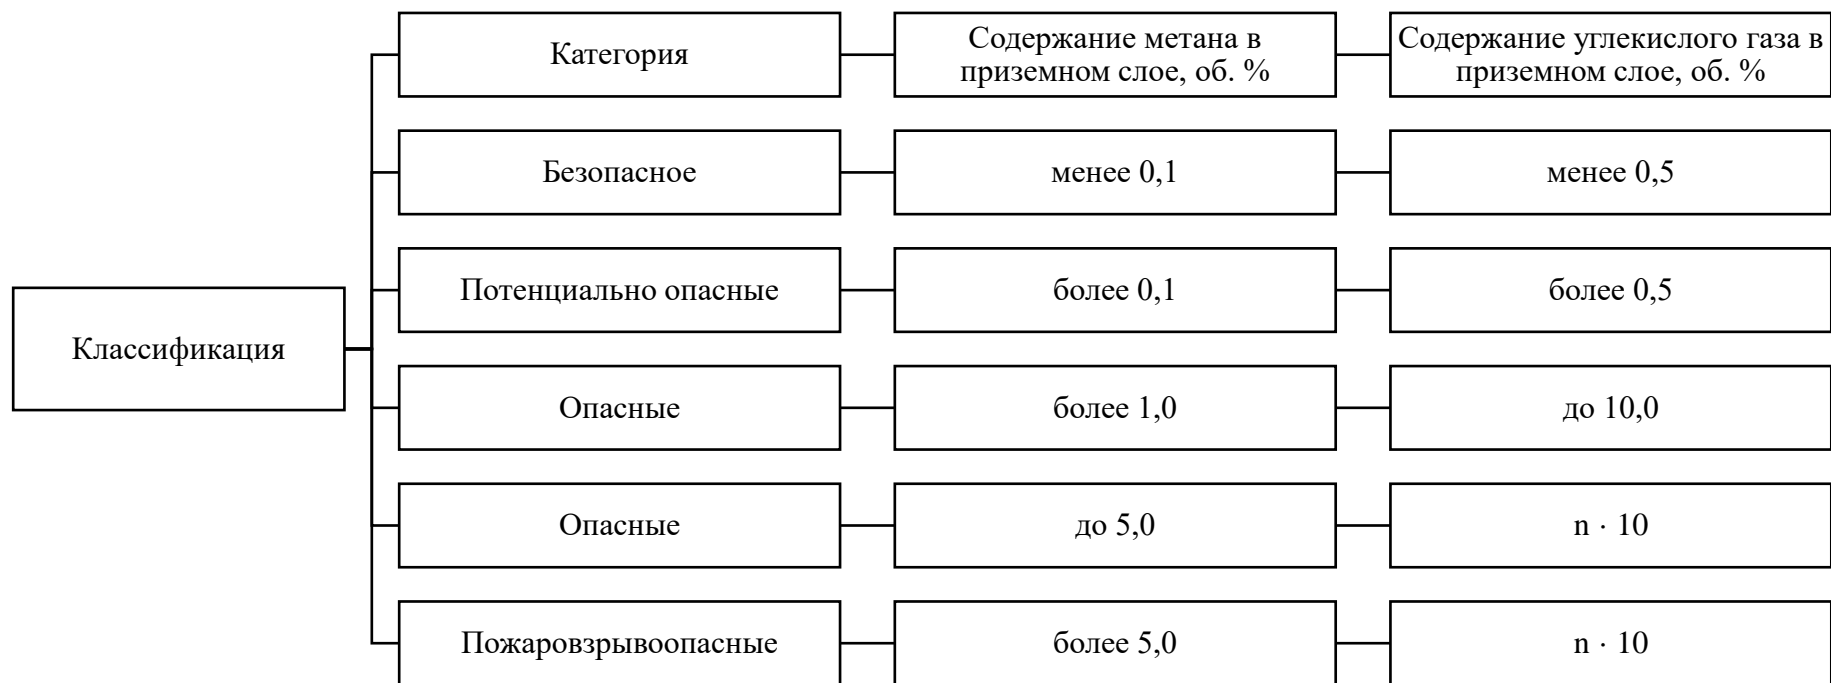 Категория
Содержание метана в
приземном слое, об. %
Содержание углекислого газа в
приземном слое, об. %
Безопасное
менее 0,1
менее 0,5
Потенциально опасные
более 0,1
более 0,5
Классификация
Опасные
более 1,0
до 10,0
Опасные
до 5,0
n · 10
Пожаровзрывоопасные
более 5,0
n · 10